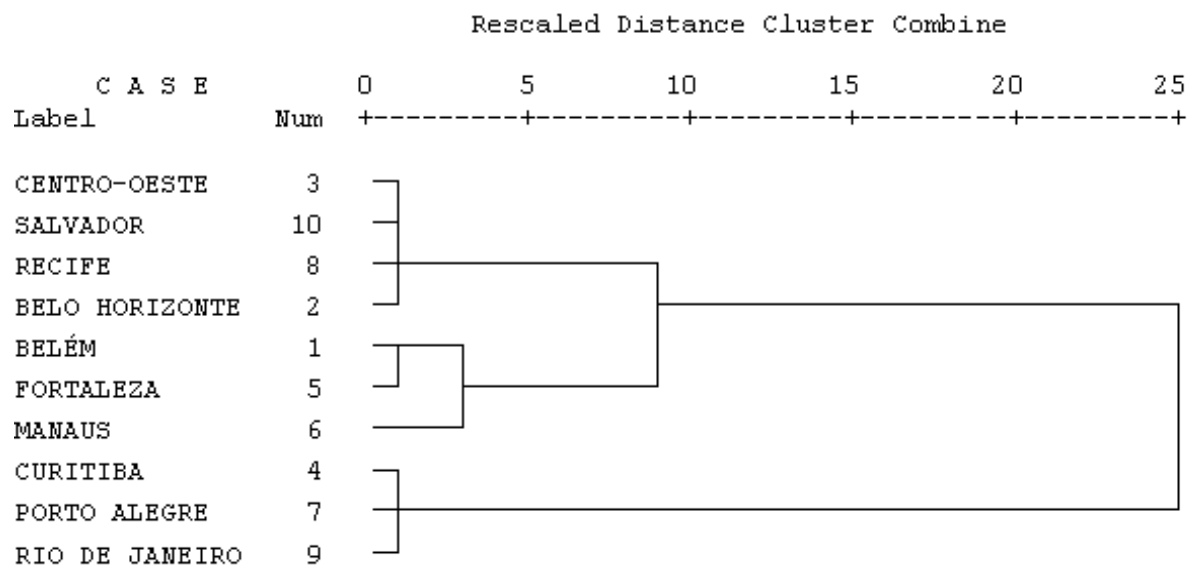 Rescaled Distance Cluster Combine
C A S E 0 5 10 15 20 25
Label Num +---------+---------+---------+---------+---------+
CENTRO-OESTE 3
SALVADOR 10
RECIFE 8
BELO HORIZONTE 2
BELÉM 1
FORTALEZA 5
MANAUS 6
CURITIBA 4
PORTO ALEGRE 7
RIO DE JANEIRO 9